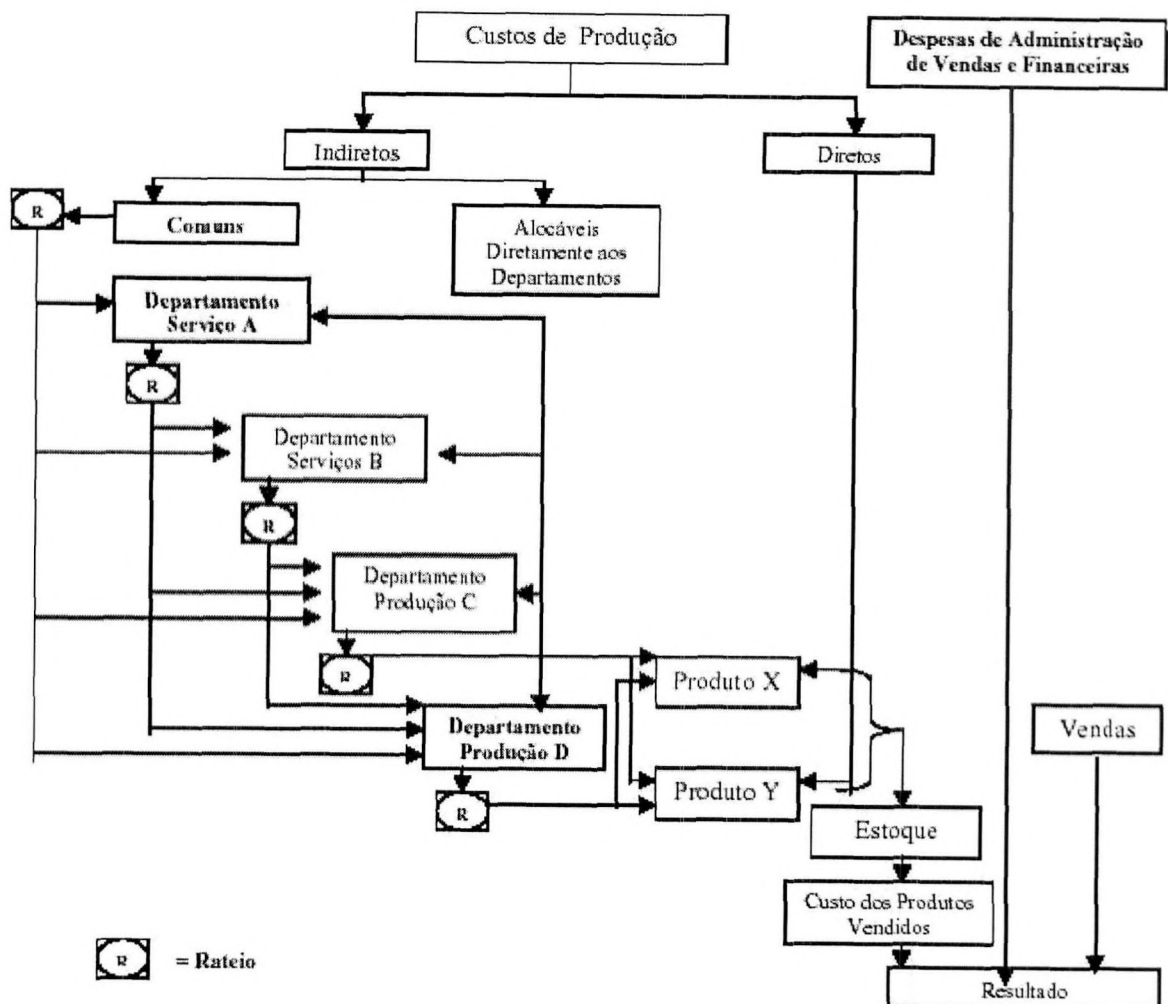 Custos de Produção
Despesas de Administração
de Vendas e Financeiras
Indiretos
Diretos
R
Comuns
Alocáveis
Diretamente aos
Departamentos
Departamento
Serviço A
R
Departamento
Serviços B
R
Departamento
Produção C
R
Produto X
Departamento
Produção D
Vendas
R
Produto Y
Estoque
Custo dos Produtos
Vendidos
R = Rateio
Resultado